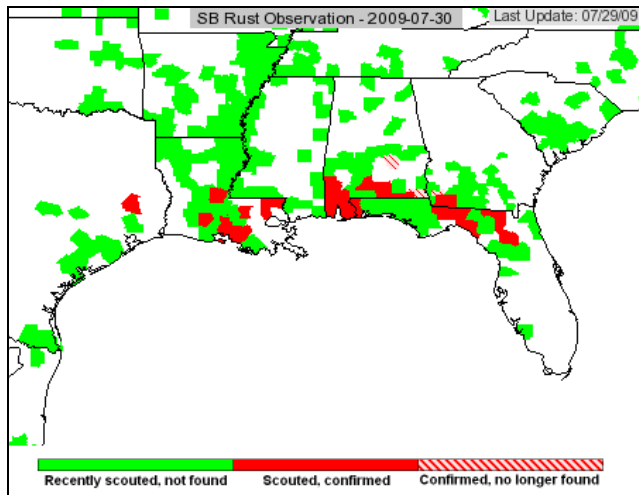 SB Rust Observation - 2009-07-30
Last Update: 07/29/09
Recently scouted, not found
Scouted, confirmed
Confirmed, no longer found